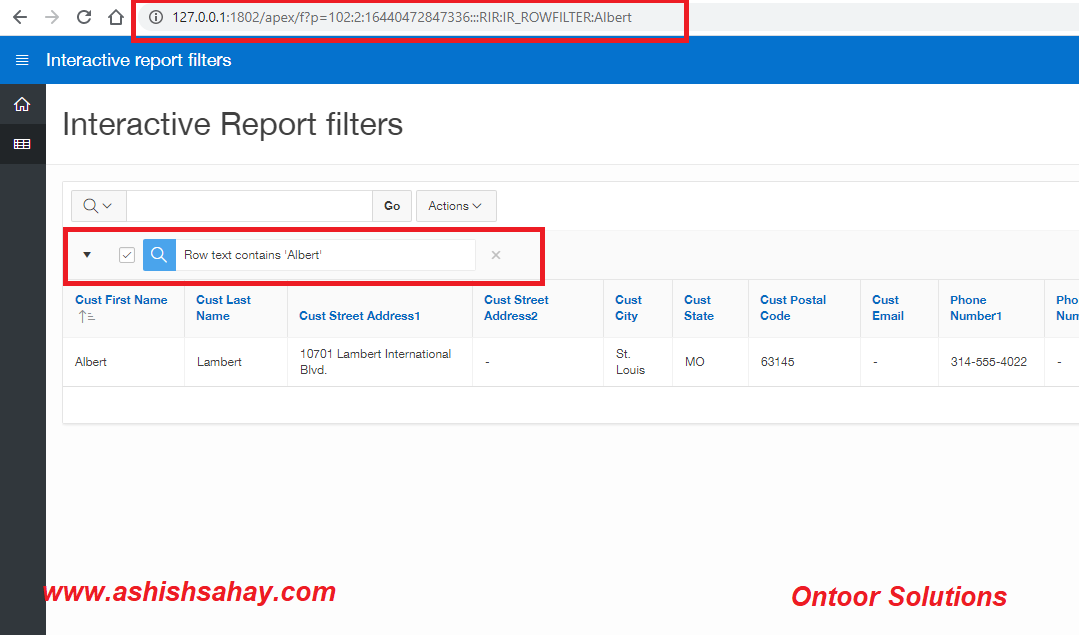 127.0.0.1:1802/apex/f?p=102:2:16440472847336:::RIR:IR_ROWFILTER:Albert
Interactive report filters
Interactive Report filters
Go
Actions
Row text contains 'Albert'
Cust First Name
Cust Last
Name
Cust Street Address1
Cust Street
Address2
Cust
City
Cust
State
Cust Postal
Code
Cust
Email
Phone
Number1
Pho
Num
Albert
Lambert
10701 Lambert International
Blvd.
-
St.
Louis
MO
63145
-
314-555-4022
-
www.ashishsahay.com
Ontoor Solutions